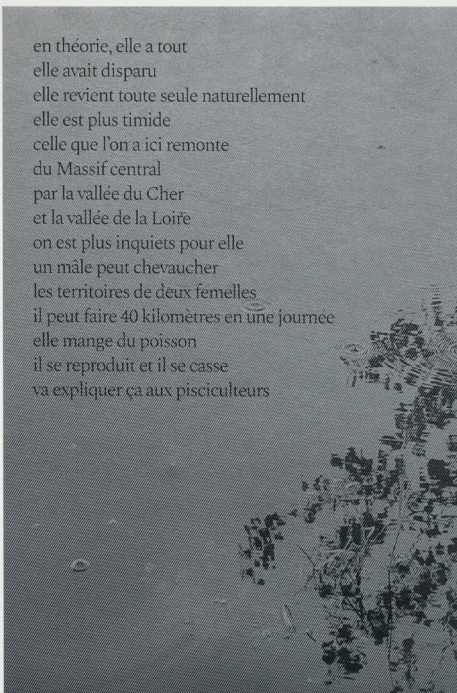 en théorie, elle a tout
elle avait disparu
elle revient toute seule naturellement
elle est plus timide
celle que l'on a ici remonte
du Massif central
par la vallée du Cher
et la vallée de la Loire
on est plus inquiets pour elle
un mâle peut chevaucher
les territoires de deux femelles
il peut faire 40 kilomètres en une journée
elle mange du poisson
il se reproduit et il se casse
va expliquer ça aux pisciculteurs